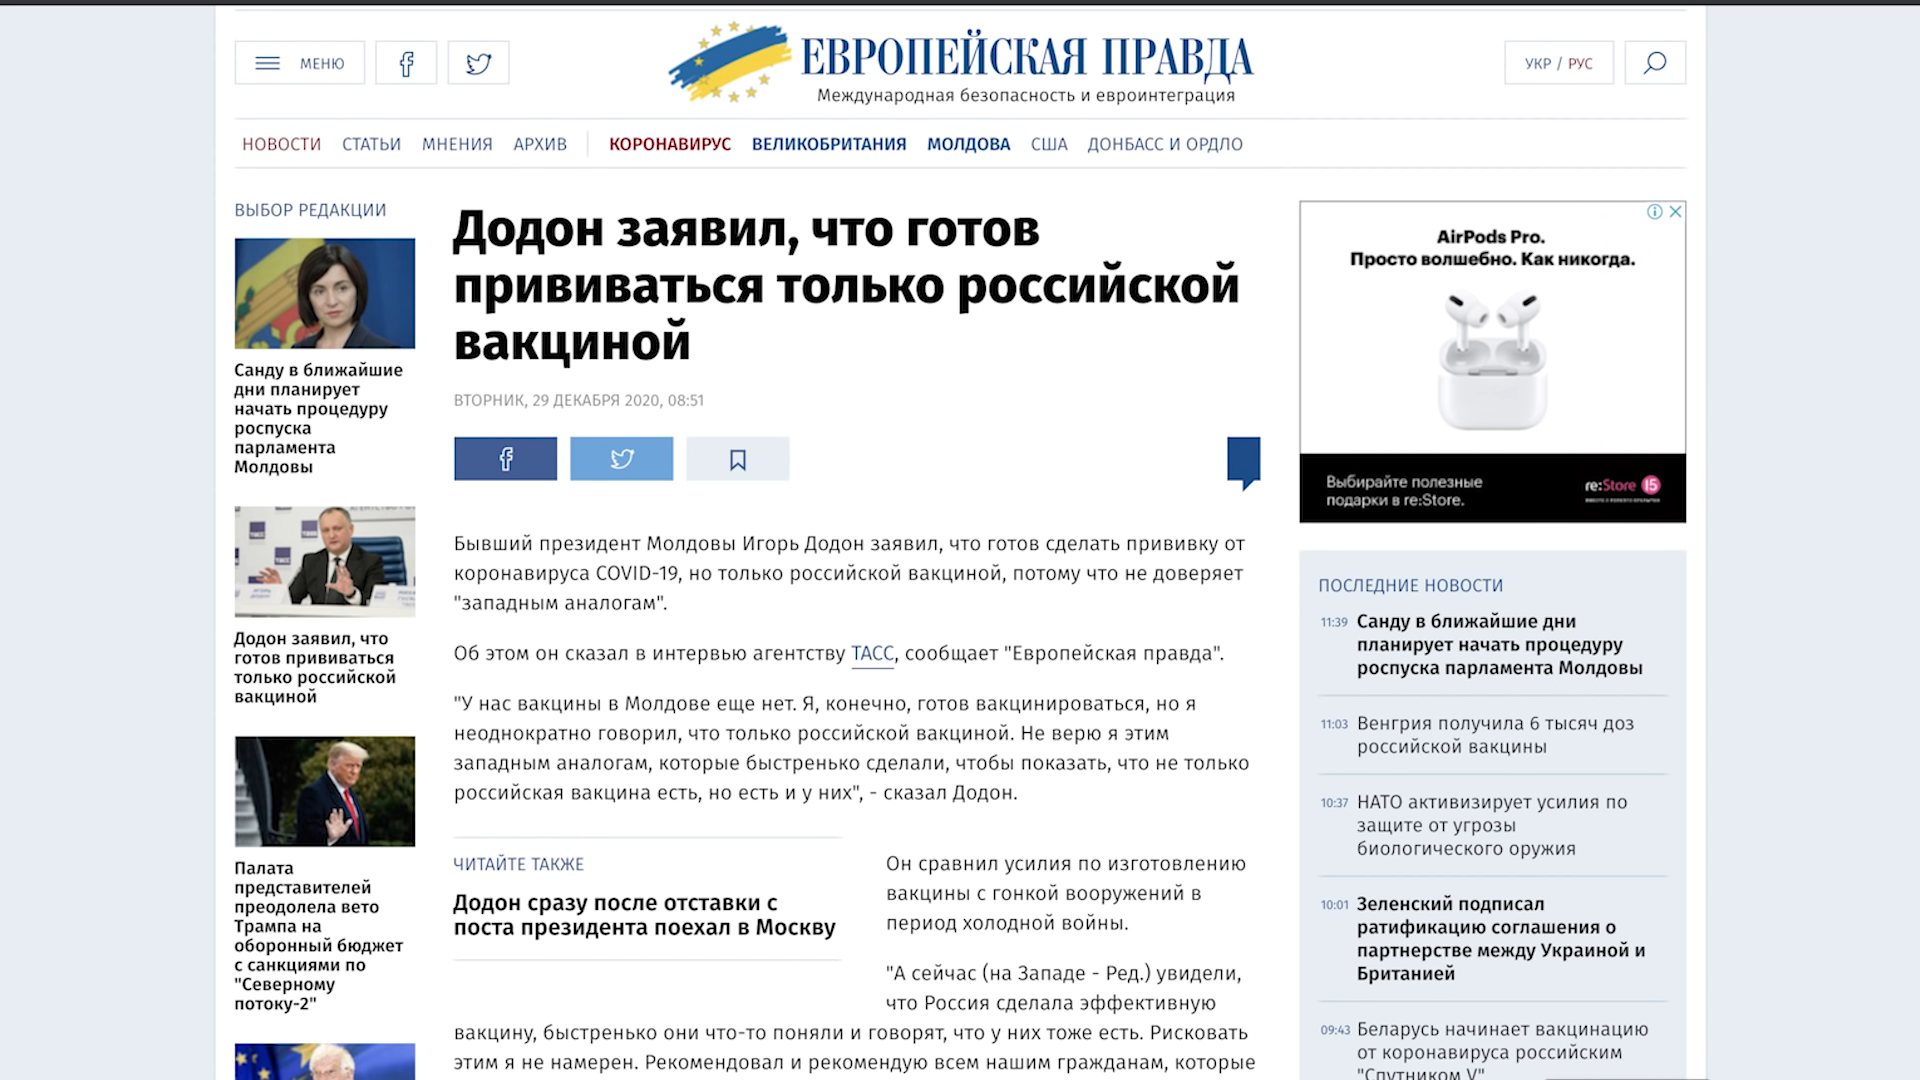 МЕНЮ
ЕВРОПЕЙСКАЯ ПРАВДА
Международная безопасность и евроинтеграция
УКР / РУС
НОВОСТИ СТАТЬИ МНЕНИЯ АРХИВ КОРОНАВИРУС ВЕЛИКОБРИТАНИЯ МОЛДОВА США ДОНБАСС И ОРДЛО
ВЫБОР РЕДАКЦИИ
Санду в ближайшие
дни планирует
начать процедуру
роспуска
парламента
Молдовы
Додон заявил, что
готов прививаться
только российской
вакциной
Палата
представителей
преодолела вето
Трампа на
оборонный бюджет
с санкциями по
"Северному
потоку-2"
Додон заявил, что готов
прививаться только российской
вакциной
ВТОРНИК, 29 ДЕКАБРЯ 2020, 08:51
Бывший президент Молдовы Игорь Додон заявил, что готов сделать прививку от
коронавируса COVID-19, но только российской вакциной, потому что не доверяет
"западным аналогам".
Об этом он сказал в интервью агентству ТАСС, сообщает "Европейская правда".
"У нас вакцины в Молдове еще нет. Я, конечно, готов вакцинироваться, но я
неоднократно говорил, что только российской вакциной. Не верю я этим
западным аналогам, которые быстренько сделали, чтобы показать, что не только
российская вакцина есть, но есть и у них", - сказал Додон.
ЧИТАЙТЕ ТАКЖЕ
Додон сразу после отставки с
поста президента поехал в Москву
Он сравнил усилия по изготовлению
вакцины с гонкой вооружений в
период холодной войны.
"А сейчас (на Западе - Ред.) увидели,
что Россия сделала эффективную
вакцину, быстренько они что-то поняли и говорят, что у них тоже есть. Рисковать
этим я не намерен. Рекомендовал и рекомендую всем нашим гражданам, которые
AirPods Pro.
Просто волшебно. Как никогда.
Выбирайте полезные
подарки в re:Store.
re:Store 15
ПОСЛЕДНИЕ НОВОСТИ
11:39 Санду в ближайшие дни
планирует начать процедуру
роспуска парламента Молдовы
11:03 Венгрия получила 6 тысяч доз
российской вакцины
10:37 НАТО активизирует усилия по
защите от угрозы
биологического оружия
10:01 Зеленский подписал
ратификацию соглашения о
партнерстве между Украиной и
Британией
09:43 Беларусь начинает вакцинацию
от коронавируса российским
"Спутником V"